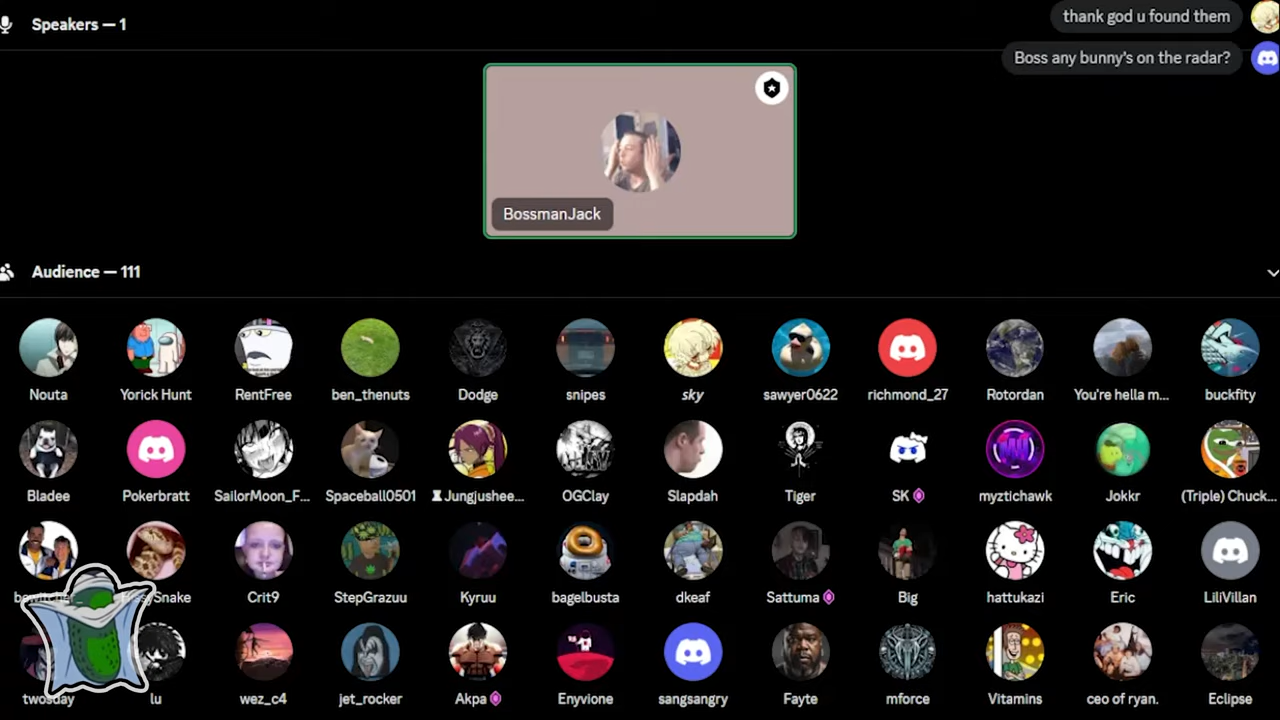 Speakers — 1
thank god u found them
Boss any bunny's on the radar?
BossmanJack
Audience — 111
Nouta Yorick Hunt RentFree ben_thenuts Dodge snipes sky sawyer0622 richmond_27 Rotordan You're hella m... buckfity
Bladee Pokerbratt SailorMoon_F... Spaceball0501 ♜Jungjushee... OGClay Slapdah Tiger SK myztichawk Jokkr (Triple) Chuck...
Crit9 StepGrazuu Kyruu bagelbusta dkeaf Sattuma Big hattukazi Eric LiliVillan
twosday lu wez_c4 jet_rocker Akpa Enyvione sangsangry Fayte mforce Vitamins ceo of ryan. Eclipse